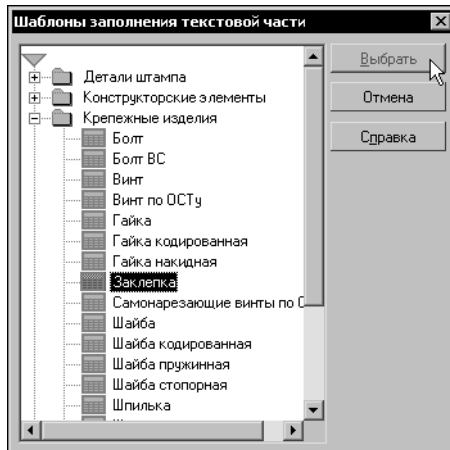 Шаблоны заполнения текстовой части
Выбрать
Отмена
Справка
Детали штампа
Конструкторские элементы
Крепежные изделия
Болт
Болт ВС
Винт
Винт по ОСТу
Гайка
Гайка кодированная
Гайка накидная
Заклепка
Самонарезающие винты по О
Шайба
Шайба кодированная
Шайба пружинная
Шайба стопорная
Шпилька